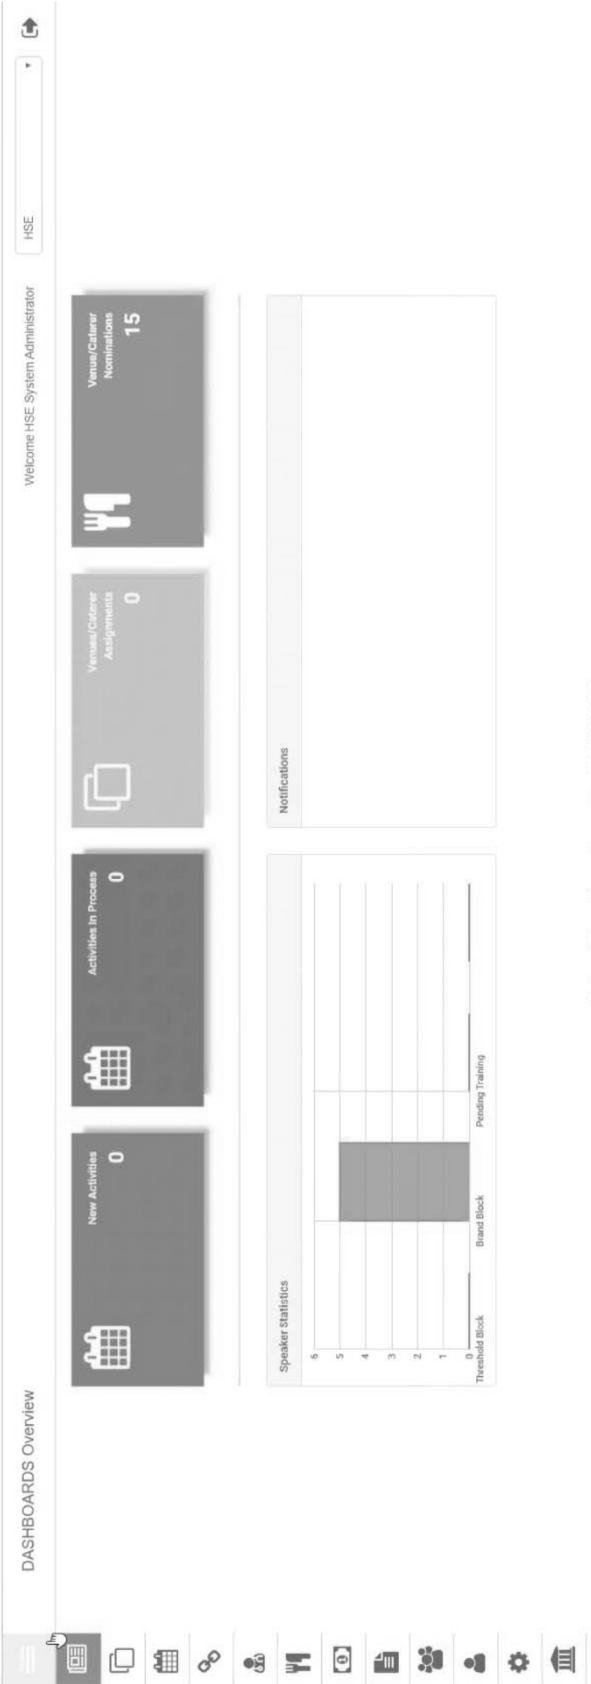 DASHBOARDS Overview
Welcome HSE System Administrator
HSE
New Activities
0
Activities In Process
0
Venues/Caterer
Assignments
0
Venue/Caterer
Nominations
15
Speaker Statistics
6
5
4
3
2
1
0
Threshold Block
Brand Block
Pending Training
Notifications